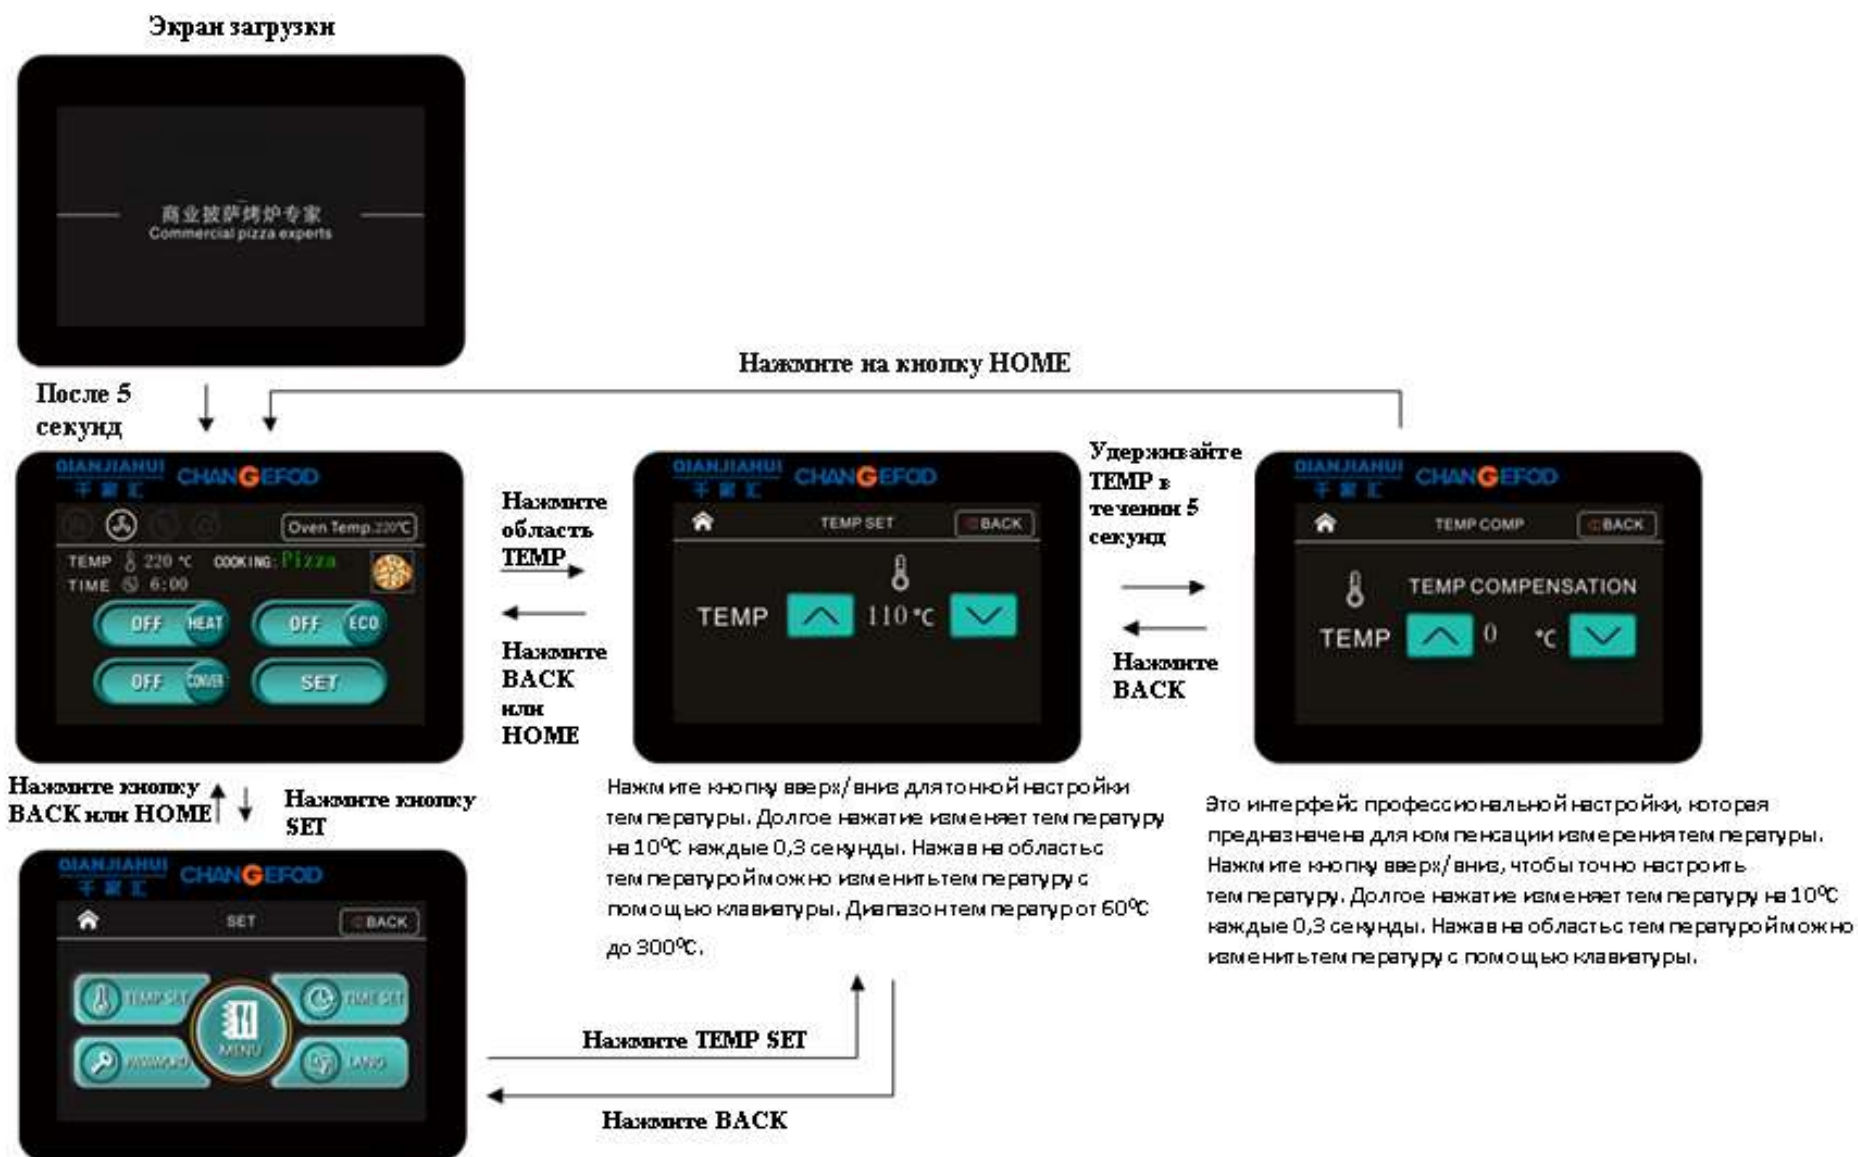 Экран загрузки
商业披萨烤炉专家
Commercial pizza experts
После 5
секунд
Нажмите на кнопку HOME
QIANJIAHUI
千家汇
CHANGEFOD
Oven Temp.220℃
TEMP 220 ℃ COOKING: Pizza
TIME 6:00
OFF HEAT
OFF ECO
OFF CONVER
SET
Нажмите
область
TEMP
Нажмите
BACK
или
HOME
QIANJIAHUI
千家汇
CHANGEFOD
TEMP SET
BACK
TEMP 110 ℃
Удерживайте
TEMP в
течении 5
секунд
Нажмите
BACK
QIANJIAHUI
千家汇
CHANGEFOD
TEMP COMP
BACK
TEMP COMPENSATION
TEMP 0 ℃
Нажмите кнопку
BACK или HOME
Нажмите кнопку
SET
Нажмите кнопку вверх/вниз для тонкой настройки
температуры. Долгое нажатие изменяет температуру
на 10⁰С каждые 0,3 секунды. Нажав на область с
температурой можно изменить температуру с
помощью клавиатуры. Диапазон температур от 60⁰С
до 300⁰С.
Это интерфейс профессиональной настройки, которая
предназначена для компенсации измерения температуры.
Нажмите кнопку вверх/вниз, чтобы точно настроить
температуру. Долгое нажатие изменяет температуру на 10⁰С
каждые 0,3 секунды. Нажав на область с температурой можно
изменить температуру с помощью клавиатуры.
QIANJIAHUI
千家汇
CHANGEFOD
SET
BACK
TEMP SET
TIME SET
MENU
PASSWORD
LANG
Нажмите TEMP SET
Нажмите BACK